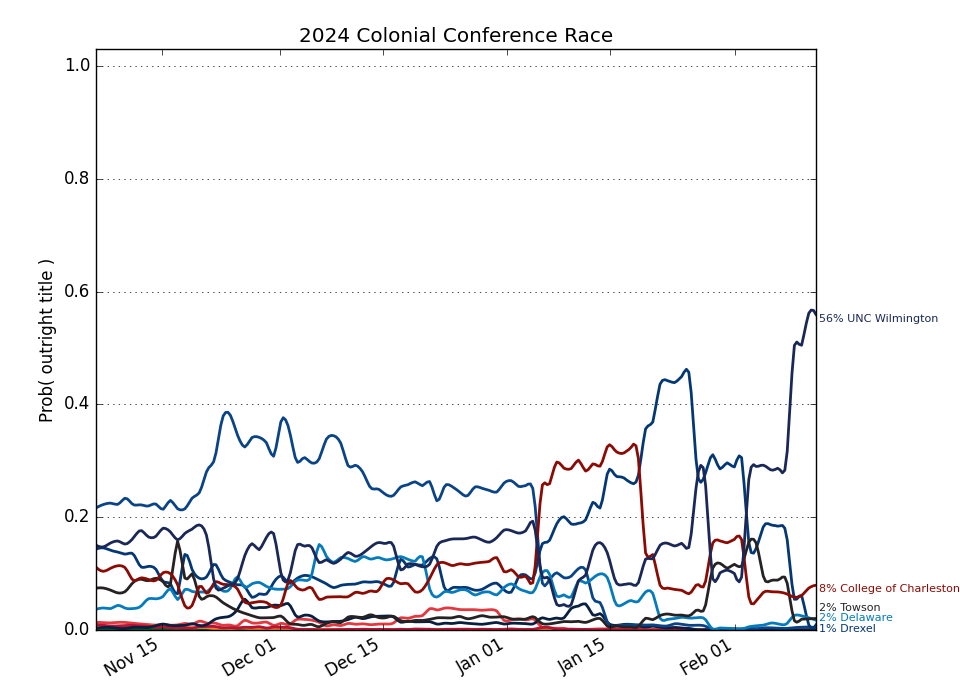 2024 Colonial Conference Race
Prob( outright title )
1.0
0.8
0.6
0.4
0.2
0.0
56% UNC Wilmington
8% College of Charleston
2% Towson
2% Delaware
1% Drexel
Nov 15
Dec 01
Dec 15
Jan 01
Jan 15
Feb 01